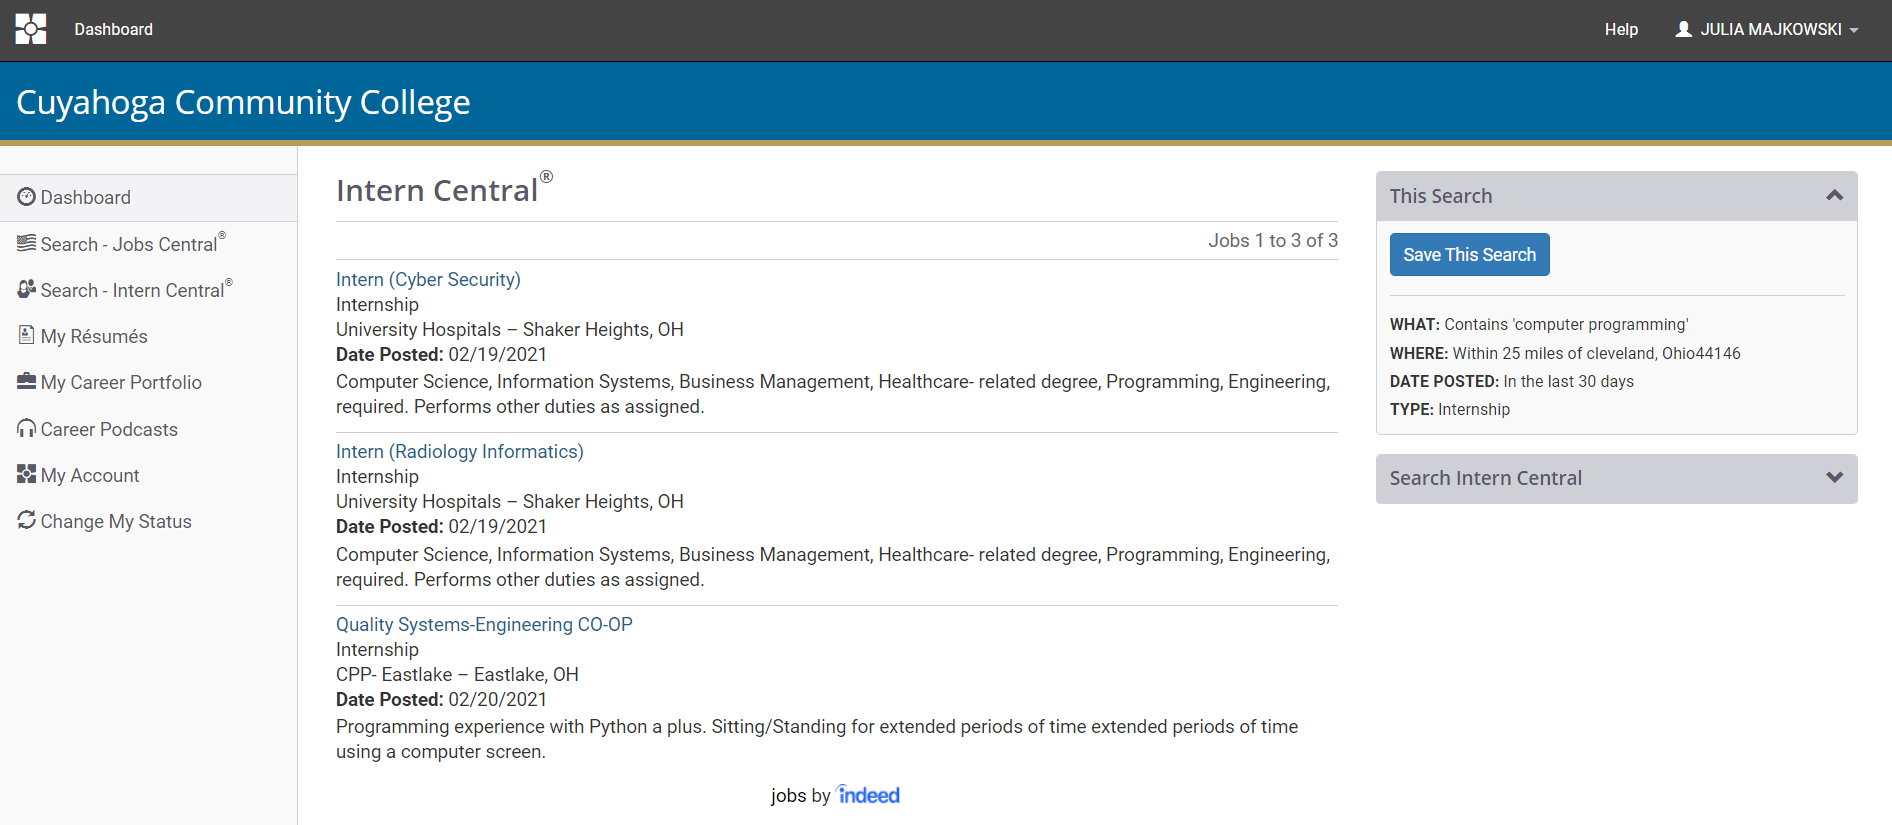 Dashboard
Help
JULIA MAJKOWSKI
Cuyahoga Community College
Dashboard
Search - Jobs Central®
Search - Intern Central®
My Résumés
My Career Portfolio
Career Podcasts
My Account
Change My Status
Intern Central®
Jobs 1 to 3 of 3
Intern (Cyber Security)
Internship
University Hospitals – Shaker Heights, OH
Date Posted: 02/19/2021
Computer Science, Information Systems, Business Management, Healthcare- related degree, Programming, Engineering,
required. Performs other duties as assigned.
Intern (Radiology Informatics)
Internship
University Hospitals – Shaker Heights, OH
Date Posted: 02/19/2021
Computer Science, Information Systems, Business Management, Healthcare- related degree, Programming, Engineering,
required. Performs other duties as assigned.
Quality Systems-Engineering CO-OP
Internship
CPP- Eastlake – Eastlake, OH
Date Posted: 02/20/2021
Programming experience with Python a plus. Sitting/Standing for extended periods of time extended periods of time
using a computer screen.
jobs by indeed
This Search
Save This Search
WHAT: Contains 'computer programming'
WHERE: Within 25 miles of cleveland, Ohio44146
DATE POSTED: In the last 30 days
TYPE: Internship
Search Intern Central